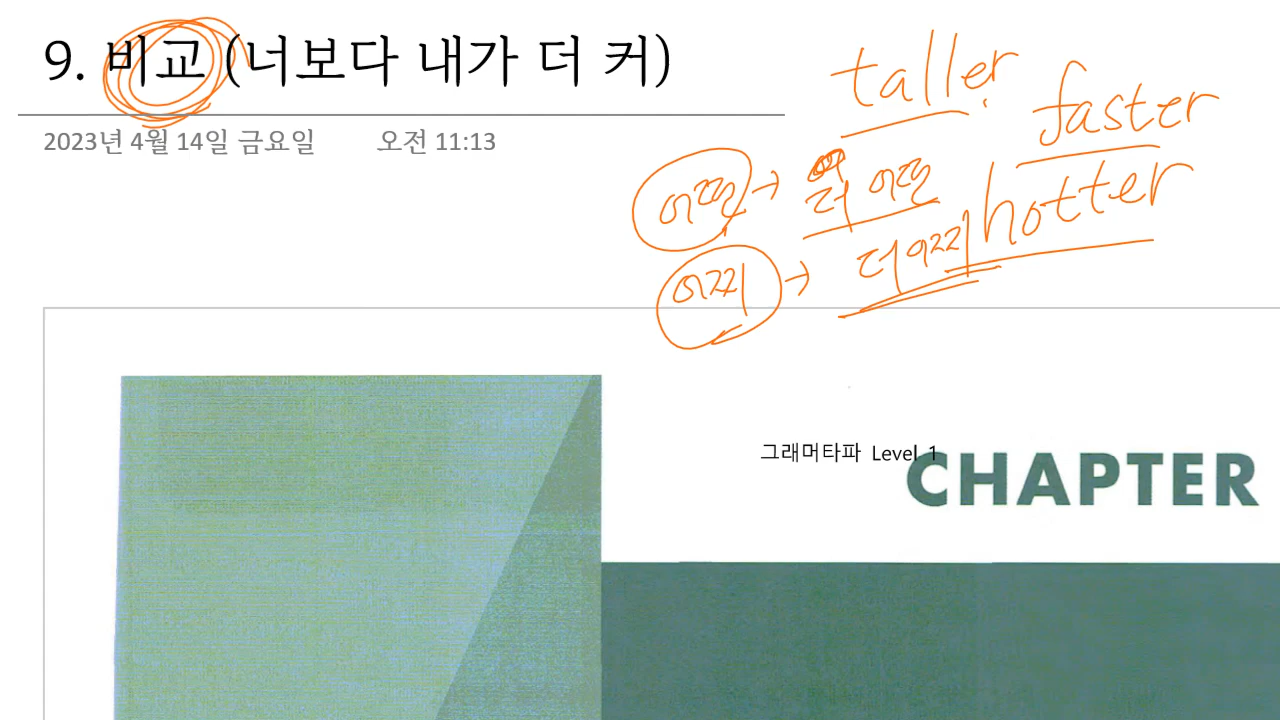 9. 비교 (너보다 내가 더 커)
2023년 4월 14일 금요일 오전 11:13
taller
faster
어떤 → 더 어떤
hotter
어찌 → 더 어찌
그래머타파 Level 1
CHAPTER